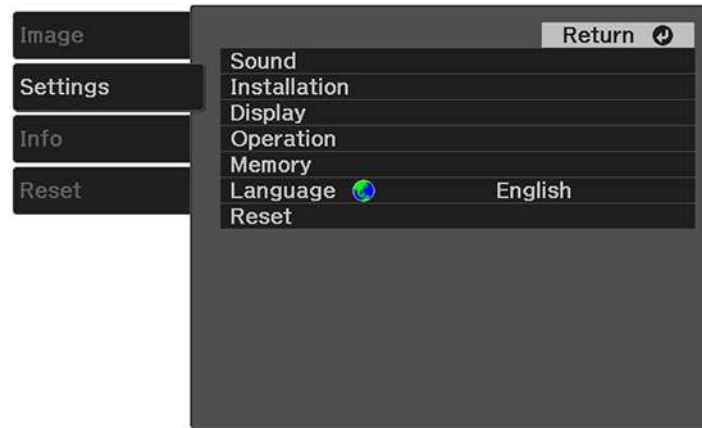 Image
Settings
Info
Reset
Return
Sound
Installation
Display
Operation
Memory
Language English
Reset